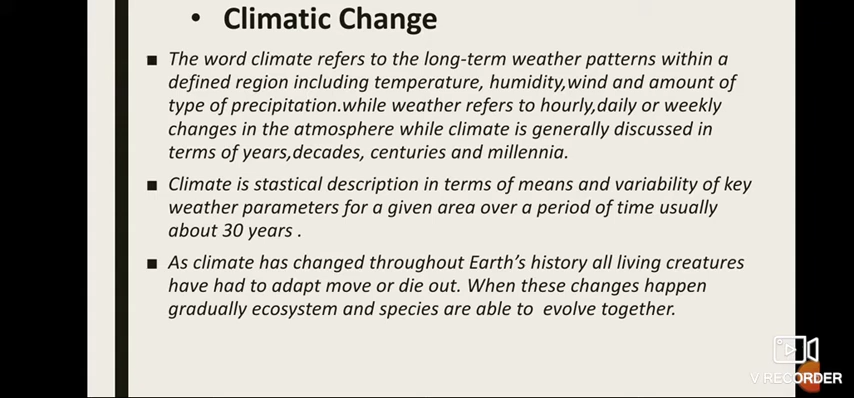 • Climatic Change
■ The word climate refers to the long-term weather patterns within a
defined region including temperature, humidity,wind and amount of
type of precipitation.while weather refers to hourly,daily or weekly
changes in the atmosphere while climate is generally discussed in
terms of years,decades, centuries and millennia.
■ Climate is stastical description in terms of means and variability of key
weather parameters for a given area over a period of time usually
about 30 years .
■ As climate has changed throughout Earth's history all living creatures
have had to adapt move or die out. When these changes happen
gradually ecosystem and species are able to evolve together.
V RECORDER